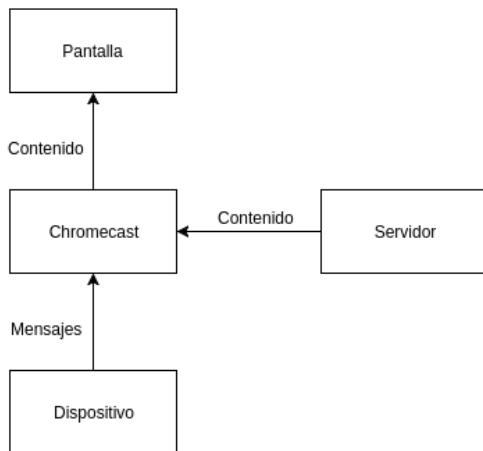 Pantalla
Contenido
Chromecast
Contenido
Servidor
Mensajes
Dispositivo